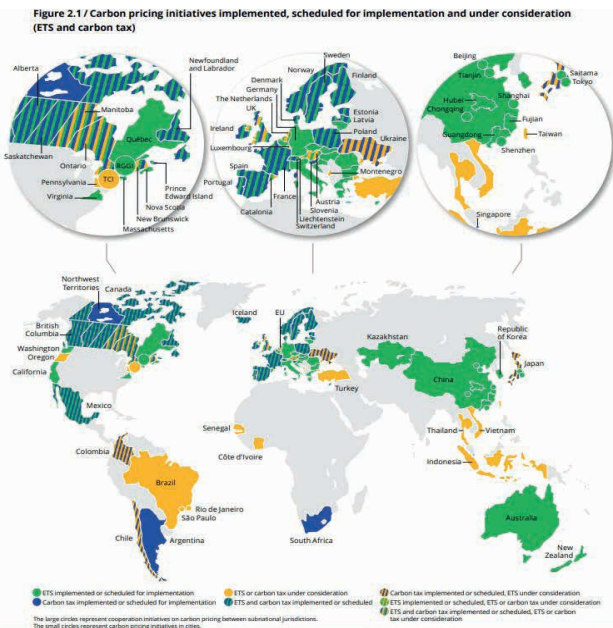 Figure 2.1 / Carbon pricing initiatives implemented, scheduled for implementation and under consideration
(ETS and carbon tax)
Alberta
Newfoundland
and Labrador
Manitoba
Québec
Saskatchewan
Ontario
RGGI
TCI
Pennsylvania
Virginia
Prince
Edward Island
Nova Scotia
New Brunswick
Massachusetts
Sweden
Norway
Finland
Denmark
Germany
The Netherlands
UK
Estonia
Latvia
Ireland
Poland
Ukraine
Luxembourg
Spain
Montenegro
Portugal
France
Austria
Slovenia
Catalonia
Liechtenstein
Switzerland
Beijing
Tianjin
Saitama
Tokyo
Shanghai
Hubei
Chongqing
Fujian
Guangdong
Taiwan
Shenzhen
Singapore
Northwest
Territories
Canada
British
Columbia
Washington
Oregon
California
Mexico
Iceland
EU
Kazakhstan
Republic
of Korea
Japan
China
Turkey
Senegal
Côte d'Ivoire
Thailand
Vietnam
Indonesia
Colombia
Brazil
Rio de Janeiro
São Paulo
Chile
Argentina
South Africa
Australia
New
Zealand
ETS implemented or scheduled for implementation
Carbon tax implemented or scheduled for implementation
ETS or carbon tax under consideration
ETS and carbon tax implemented or scheduled
Carbon tax implemented or scheduled, ETS under consideration
ETS implemented or scheduled, ETS or carbon tax under consideration
ETS and carbon tax implemented or scheduled, ETS or carbon
tax under consideration
The large circles represent cooperation initiatives on carbon pricing between subnational jurisdictions.
The small circles represent carbon pricing initiatives in cities.